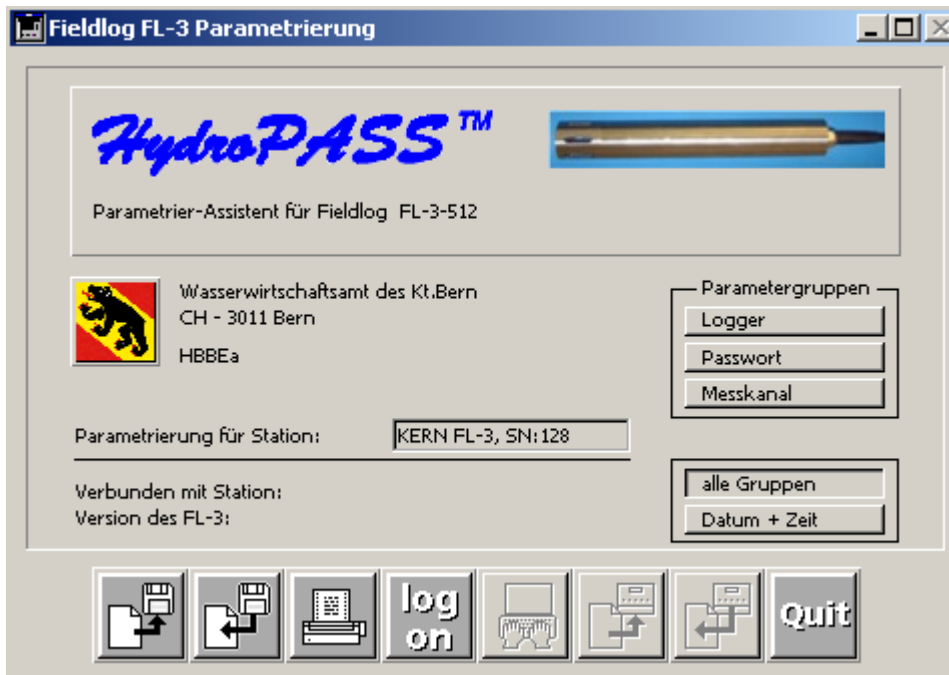 Fieldlog FL-3 Parametrierung
HydroPASS™
Parametrier-Assistent für Fieldlog FL-3-512
Wasserwirtschaftsamt des Kt.Bern
CH - 3011 Bern
HBBEa
Parametergruppen
Logger
Passwort
Messkanal
Parametrierung für Station:
KERN FL-3, SN:128
Verbunden mit Station:
Version des FL-3:
alle Gruppen
Datum + Zeit
log
on
Quit